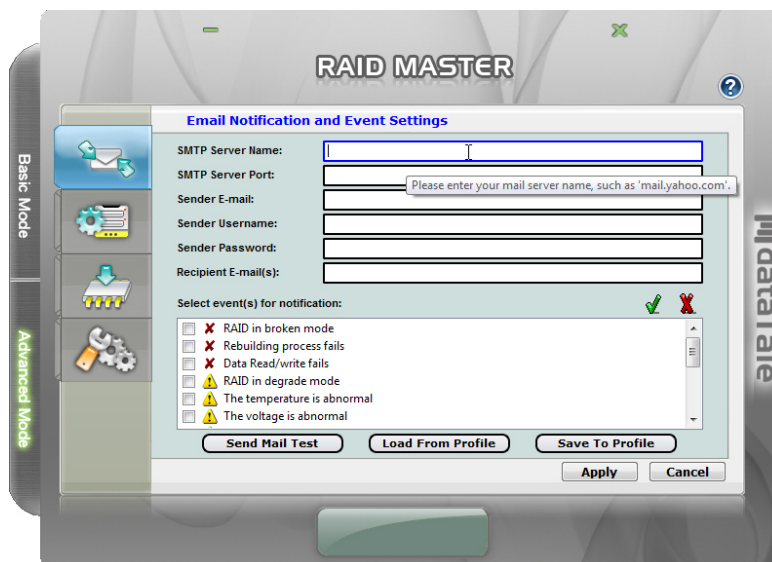 RAID MASTER
?
Email Notification and Event Settings
SMTP Server Name:
SMTP Server Port:
Please enter your mail server name, such as 'mail.yahoo.com'.
Sender E-mail:
Sender Username:
Sender Password:
Recipient E-mail(s):
Select event(s) for notification:
RAID in broken mode
Rebuilding process fails
Data Read/write fails
RAID in degrade mode
The temperature is abnormal
The voltage is abnormal
Send Mail Test
Load From Profile
Save To Profile
Apply
Cancel
Basic Mode
Advanced Mode
dataTale